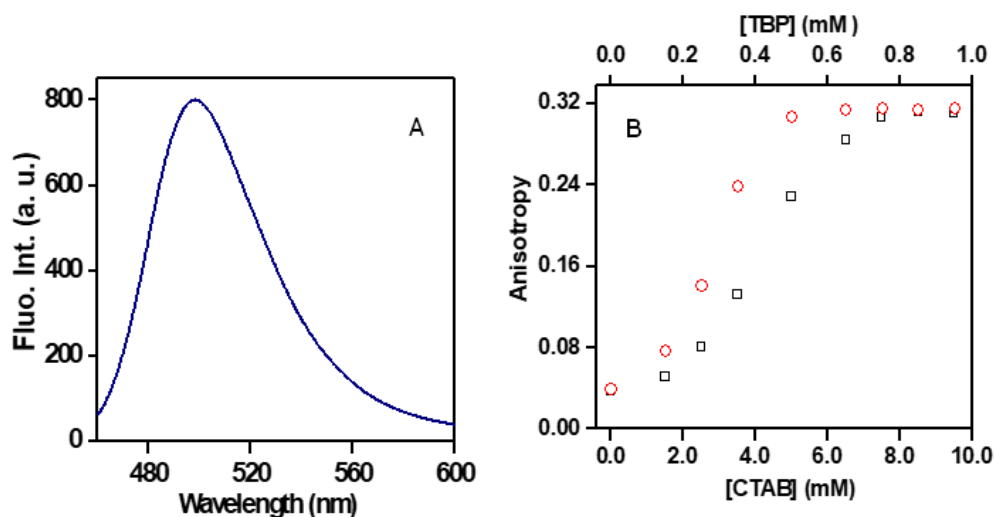 A
Fluo. Int. (a. u.)
800
600
400
200
0
480 520 560 600
Wavelength (nm)
[TBP] (mM )
0.0 0.2 0.4 0.6 0.8 1.0
B
Anisotropy
0.32
0.24
0.16
0.08
0.00
0.0 2.0 4.0 6.0 8.0 10.0
[CTAB] (mM)